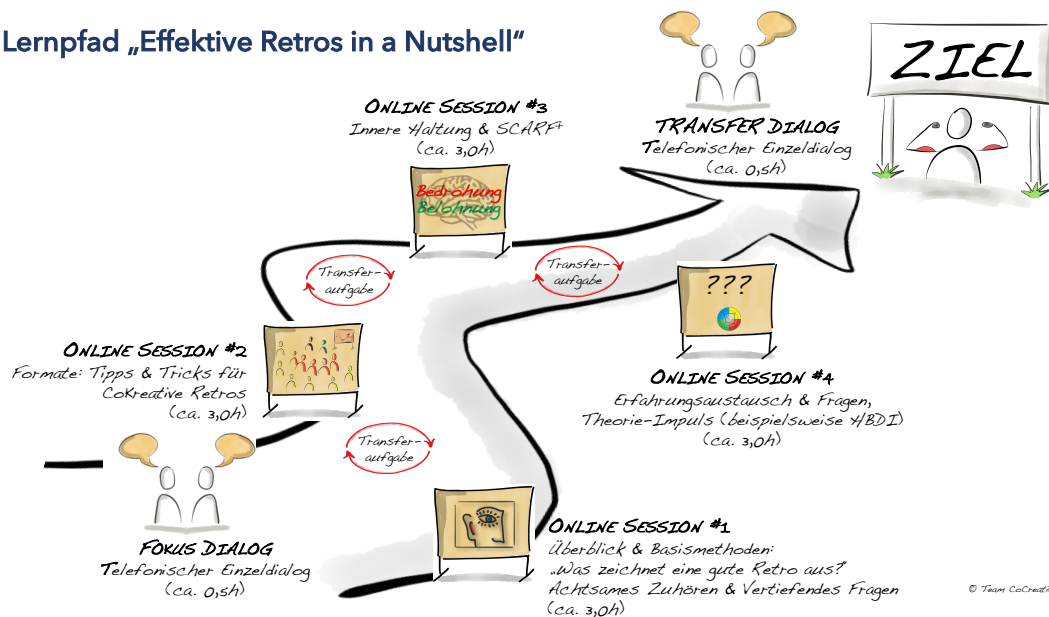 Lernpfad „Effektive Retros in a Nutshell“
ZIEL
TRANSFER DIALOG
Telefonischer Einzeldialog
(ca. 0,5h)
ONLINE SESSION #3
Innere Haltung & SCARF+
(ca. 3,0h)
Bedrohung
Belohnung
Transfer-
aufgabe
Transfer-
aufgabe
???
ONLINE SESSION #2
Formate: Tipps & Tricks für
CoKreative Retros
(ca. 3,0h)
ONLINE SESSION #4
Erfahrungsaustausch & Fragen,
Theorie-Impuls (beispielsweise HBDI)
(ca. 3,0h)
Transfer-
aufgabe
FOKUS DIALOG
Telefonischer Einzeldialog
(ca. 0,5h)
ONLINE SESSION #1
Überblick & Basismethoden:
„Was zeichnet eine gute Retro aus?“
Achtsames Zuhören & Vertiefendes Fragen
(ca. 3,0h)
© Team CoCreati